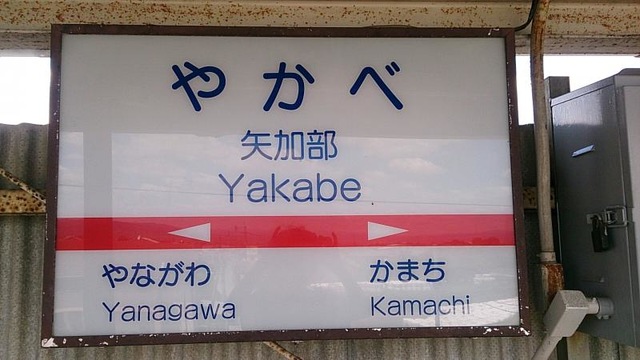 やかべ
矢加部
Yakabe
やながわ かまち
Yanagawa Kamachi